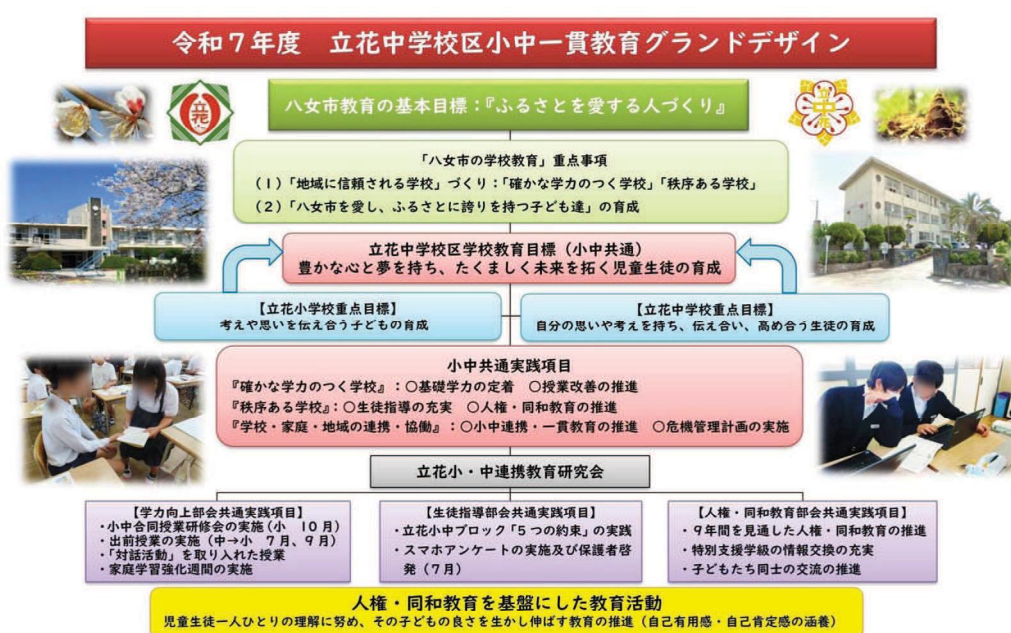 令和7年度　立花中学校区小中一貫教育グランドデザイン
八女市教育の基本目標：『ふるさとを愛する人づくり』
立花
立中
「八女市の学校教育」重点事項
（１）「地域に信頼される学校」づくり：「確かな学力のつく学校」「秩序ある学校」
（２）「八女市を愛し、ふるさとに誇りを持つ子ども達」の育成
立花中学校区学校教育目標（小中共通）
豊かな心と夢を持ち、たくましく未来を拓く児童生徒の育成
【立花小学校重点目標】
考えや思いを伝え合う子どもの育成
【立花中学校重点目標】
自分の思いや考えを持ち、伝え合い、高め合う生徒の育成
小中共通実践項目
『確かな学力のつく学校』：〇基礎学力の定着　〇授業改善の推進
『秩序ある学校』：〇生徒指導の充実　〇人権・同和教育の推進
『学校・家庭・地域の連携・協働』：〇小中連携・一貫教育の推進　〇危機管理計画の実施
立花小・中連携教育研究会
【学力向上部会共通実践項目】
・小中合同授業研修会の実施（小　１０月）
・出前授業の実施（中→小　７月、９月）
・「対話活動」を取り入れた授業
・家庭学習強化週間の実施
【生徒指導部会共通実践項目】
・立花小中ブロック「５つの約束」の実践
・スマホアンケートの実施及び保護者啓
発（７月）
【人権・同和教育部会共通実践項目】
・９年間を見通した人権・同和教育の推進
・特別支援学級の情報交換の充実
・子どもたち同士の交流の推進
人権・同和教育を基盤にした教育活動
児童生徒一人ひとりの理解に努め、その子どもの良さを生かし伸ばす教育の推進（自己有用感・自己肯定感の涵養）